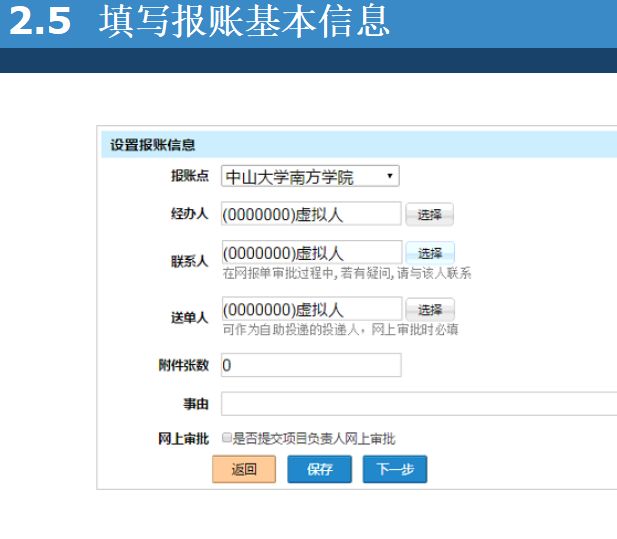 2.5 填写报账基本信息
设置报账信息
报账点 中山大学南方学院
经办人 (0000000)虚拟人 选择
联系人 (0000000)虚拟人 选择
在网报单审批过程中,若有疑问,请与该人联系
送单人 (0000000)虚拟人 选择
可作为自助投递的投递人，网上审批时必填
附件张数 0
事由
网上审批 是否提交项目负责人网上审批
返回 保存 下一步